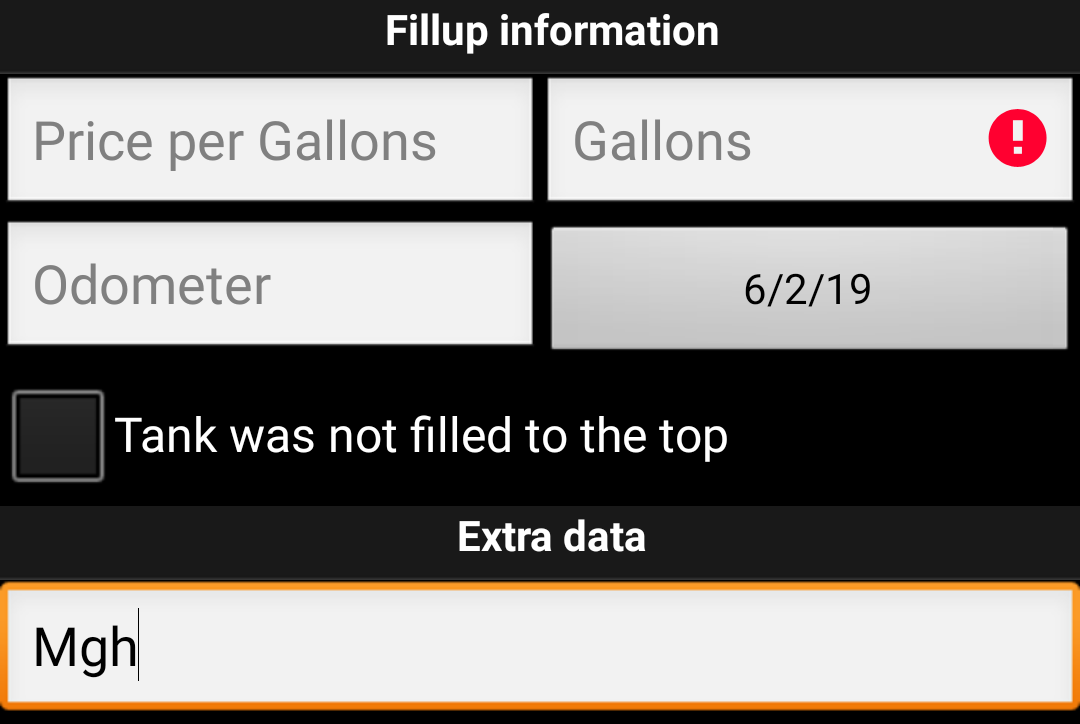 Fillup information
Price per Gallons
Gallons
Odometer
6/2/19
Tank was not filled to the top
Extra data
Mgh